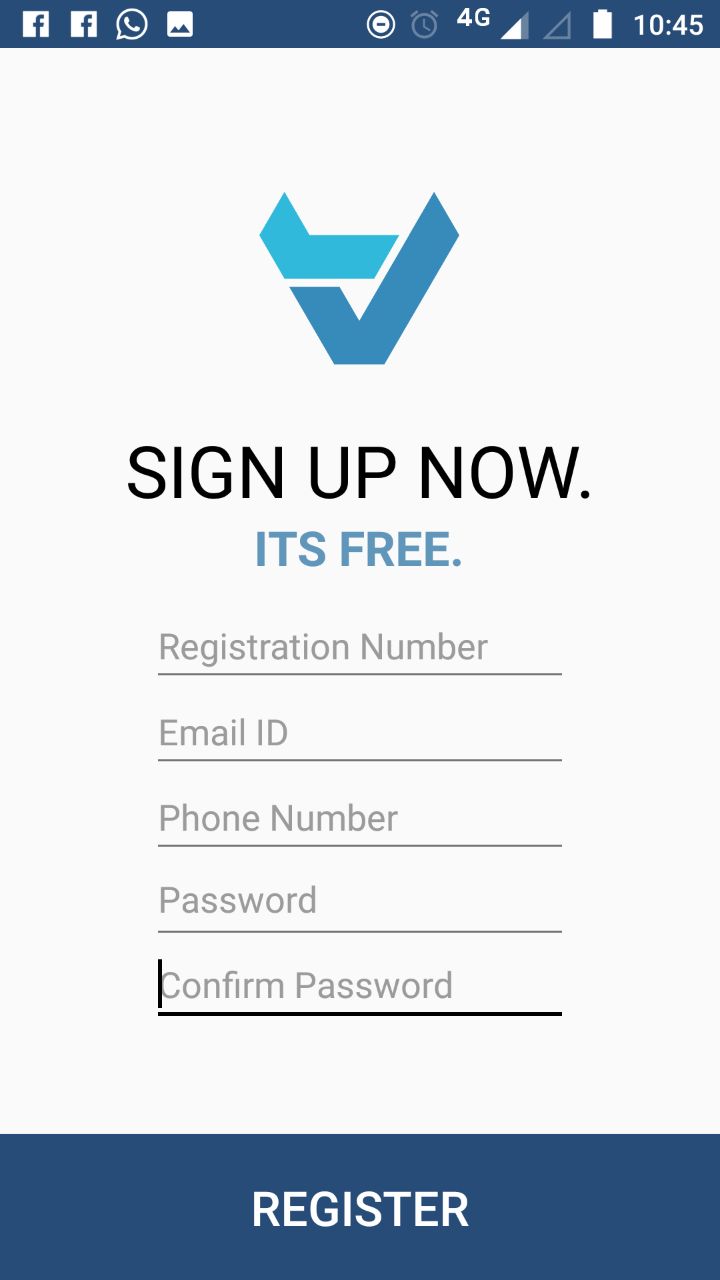 4G 10:45
SIGN UP NOW.
ITS FREE.
Registration Number
Email ID
Phone Number
Password
Confirm Password
REGISTER